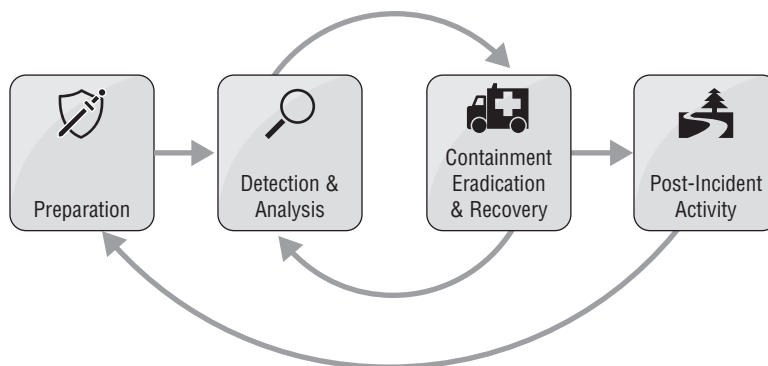 Preparation
Detection &
Analysis
Containment
Eradication
& Recovery
Post-Incident
Activity